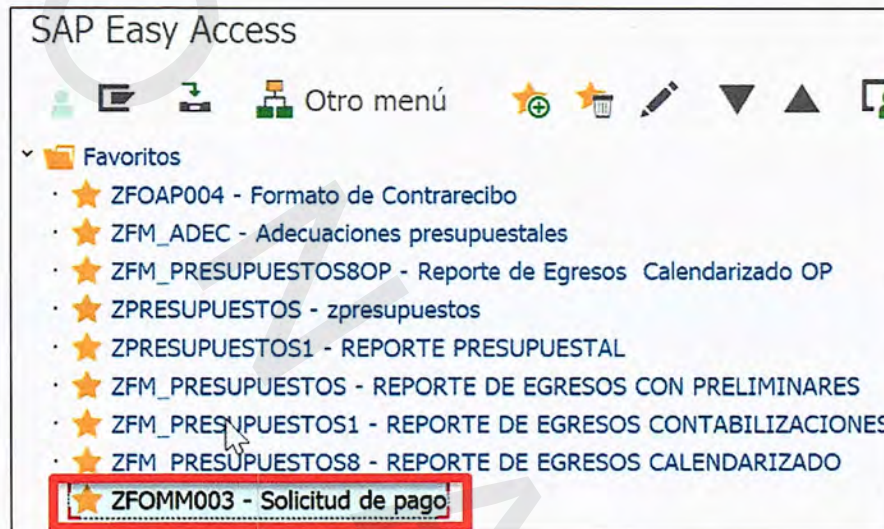 SAP Easy Access
Otro menú
Favoritos
ZFOAP004 - Formato de Contrarecibo
ZFM_ADEC - Adecuaciones presupuestales
ZFM_PRESUPUESTOS8OP - Reporte de Egresos Calendarizado OP
ZPRESUPUESTOS - zpresupuestos
ZPRESUPUESTOS1 - REPORTE PRESUPUESTAL
ZFM_PRESUPUESTOS - REPORTE DE EGRESOS CON PRELIMINARES
ZFM_PRESUPUESTOS1 - REPORTE DE EGRESOS CONTABILIZACIONES
ZFM_PRESUPUESTOS8 - REPORTE DE EGRESOS CALENDARIZADO
ZFOMM003 - Solicitud de pago